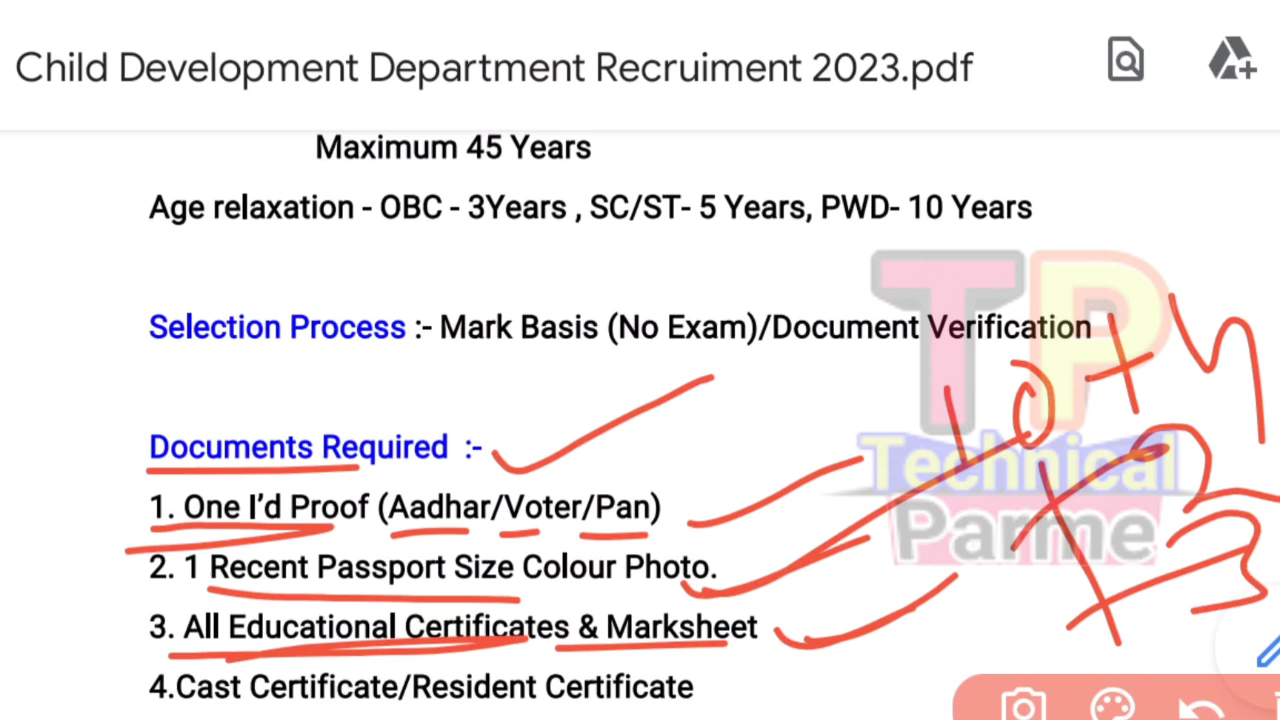 Child Development Department Recruiment 2023.pdf
Maximum 45 Years
Age relaxation - OBC - 3Years , SC/ST- 5 Years, PWD- 10 Years
Selection Process :- Mark Basis (No Exam)/Document Verification
10+
Documents Required :-
TP
Technical
Parme
1. One I'd Proof (Aadhar/Voter/Pan)
2. 1 Recent Passport Size Colour Photo.
3. All Educational Certificates & Marksheet
4.Cast Certificate/Resident Certificate